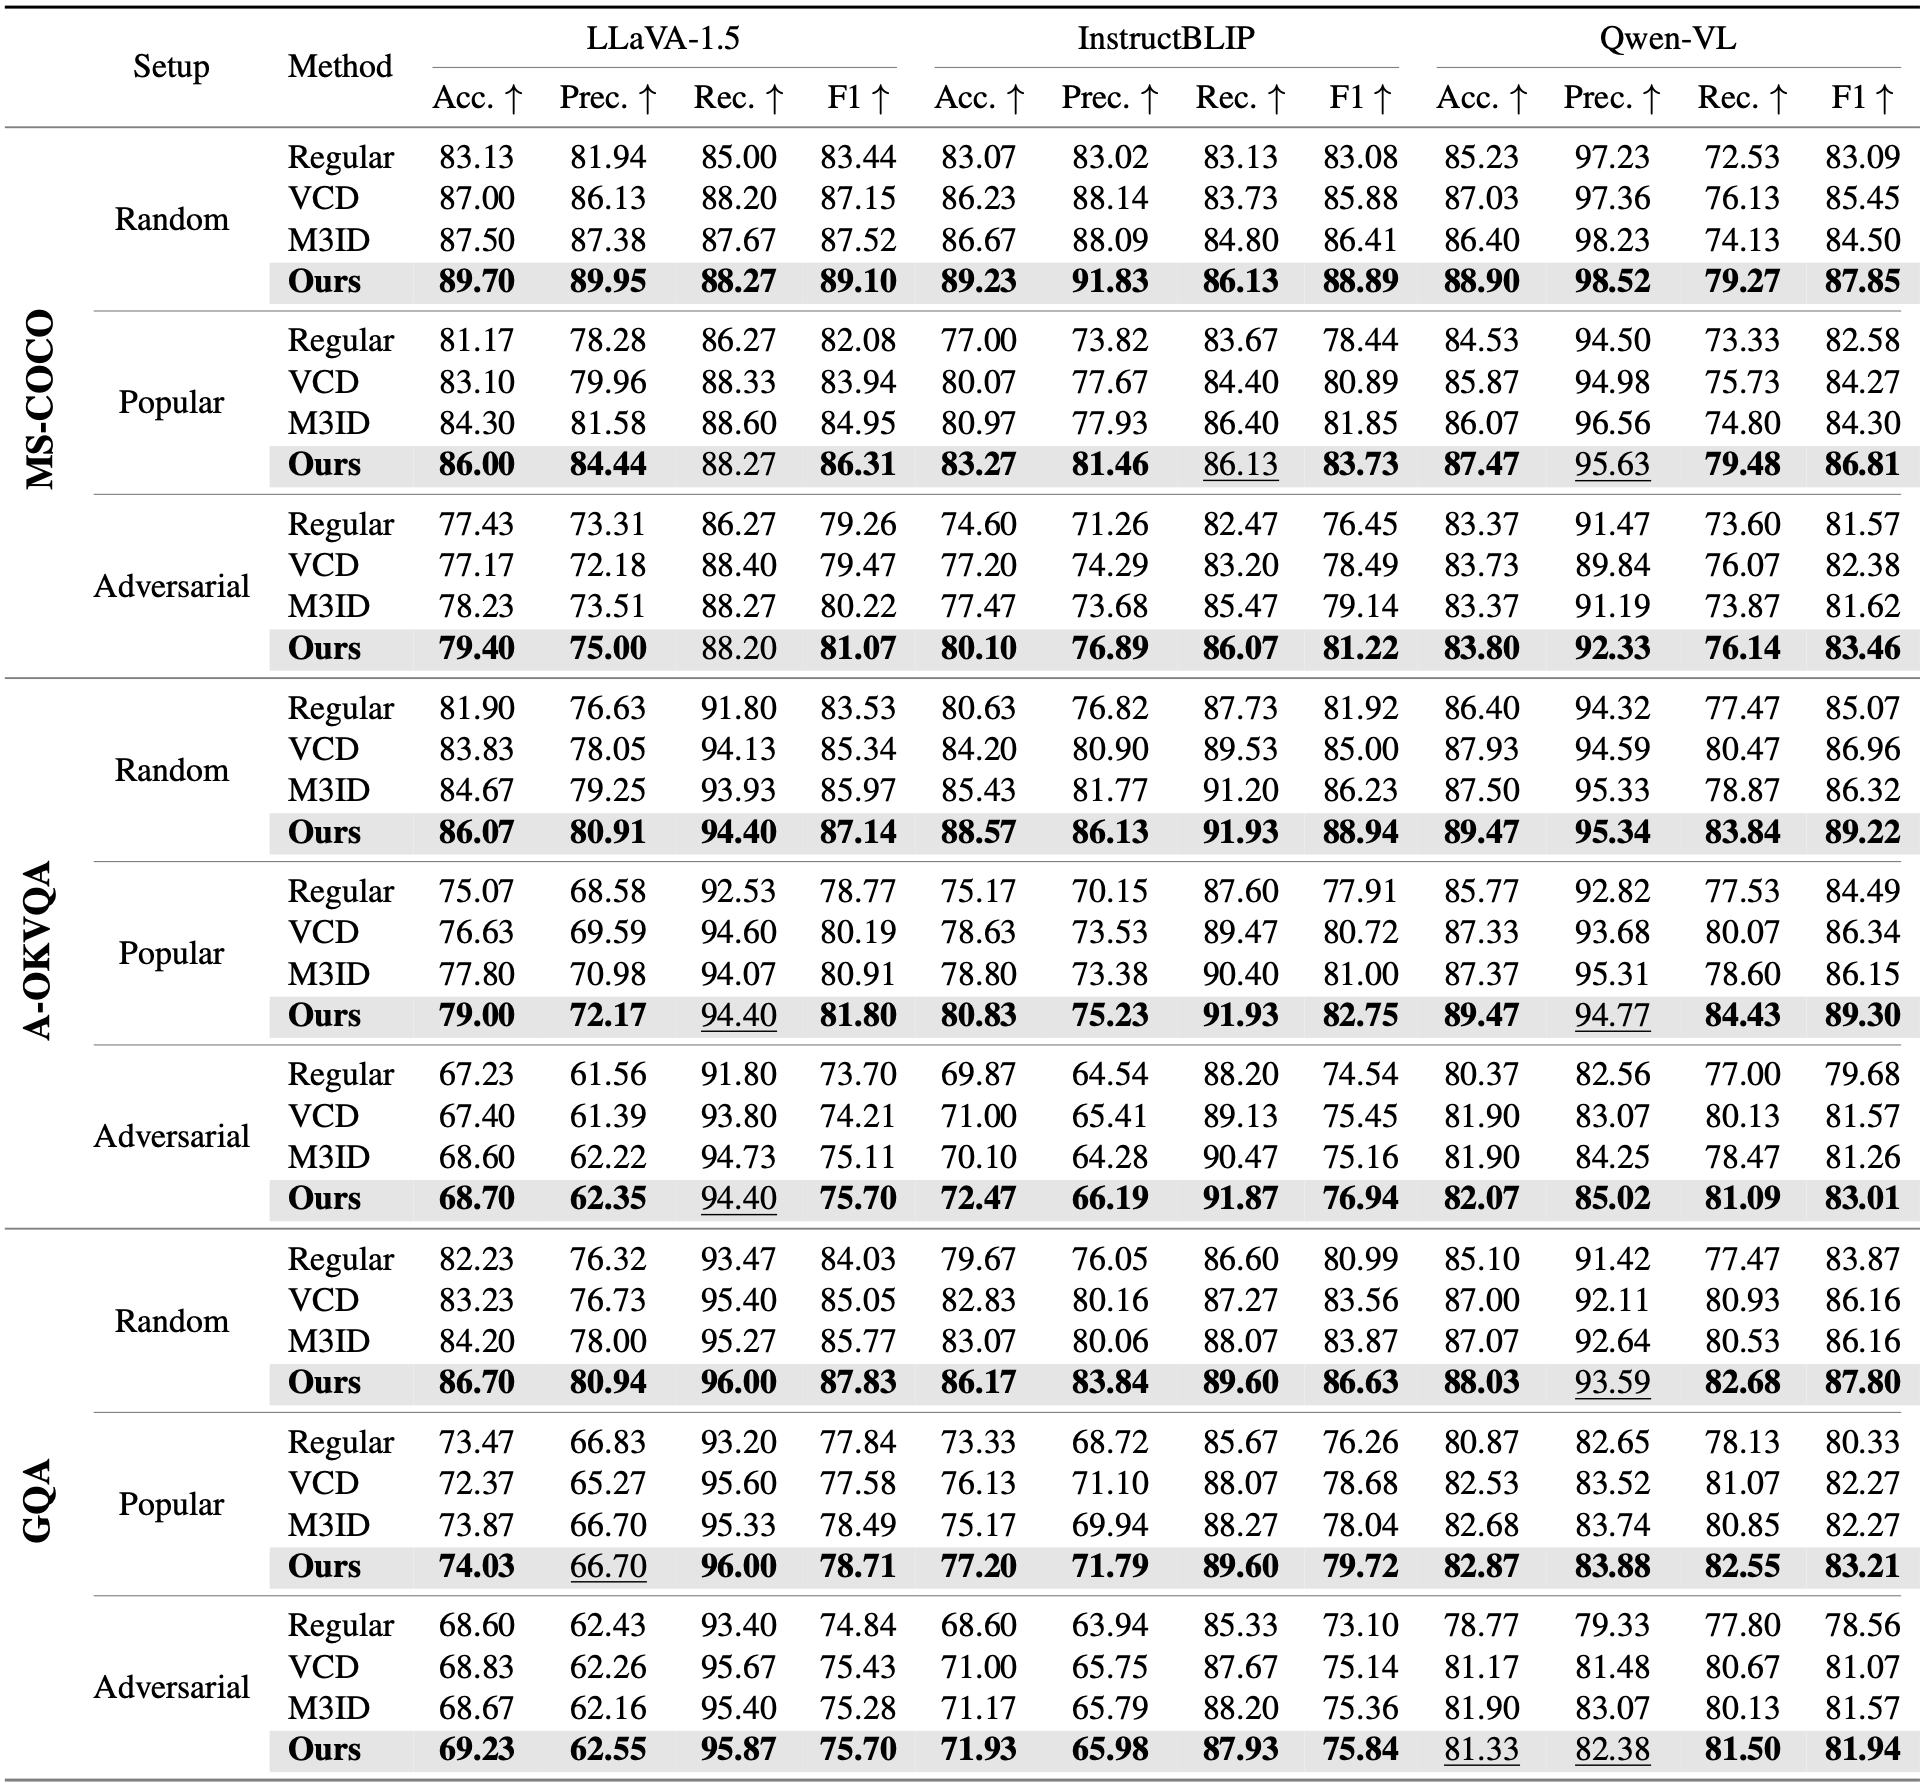 LLaVA-1.5 InstructBLIP Qwen-VL
Setup Method
Acc. ↑ Prec. ↑ Rec. ↑ F1 ↑ Acc. ↑ Prec. ↑ Rec. ↑ F1 ↑ Acc. ↑ Prec. ↑ Rec. ↑ F1 ↑
MS-COCO
Random
Regular 83.13 81.94 85.00 83.44 83.07 83.02 83.13 83.08 85.23 97.23 72.53 83.09
VCD 87.00 86.13 88.20 87.15 86.23 88.14 83.73 85.88 87.03 97.36 76.13 85.45
M3ID 87.50 87.38 87.67 87.52 86.67 88.09 84.80 86.41 86.40 98.23 74.13 84.50
Ours 89.70 89.95 88.27 89.10 89.23 91.83 86.13 88.89 88.90 98.52 79.27 87.85
Popular
Regular 81.17 78.28 86.27 82.08 77.00 73.82 83.67 78.44 84.53 94.50 73.33 82.58
VCD 83.10 79.96 88.33 83.94 80.07 77.67 84.40 80.89 85.87 94.98 75.73 84.27
M3ID 84.30 81.58 88.60 84.95 80.97 77.93 86.40 81.85 86.07 96.56 74.80 84.30
Ours 86.00 84.44 88.27 86.31 83.27 81.46 86.13 83.73 87.47 95.63 79.48 86.81
Adversarial
Regular 77.43 73.31 86.27 79.26 74.60 71.26 82.47 76.45 83.37 91.47 73.60 81.57
VCD 77.17 72.18 88.40 79.47 77.20 74.29 83.20 78.49 83.73 89.84 76.07 82.38
M3ID 78.23 73.51 88.27 80.22 77.47 73.68 85.47 79.14 83.37 91.19 73.87 81.62
Ours 79.40 75.00 88.20 81.07 80.10 76.89 86.07 81.22 83.80 92.33 76.14 83.46
A-OKVQA
Random
Regular 81.90 76.63 91.80 83.53 80.63 76.82 87.73 81.92 86.40 94.32 77.47 85.07
VCD 83.83 78.05 94.13 85.34 84.20 80.90 89.53 85.00 87.93 94.59 80.47 86.96
M3ID 84.67 79.25 93.93 85.97 85.43 81.77 91.20 86.23 87.50 95.33 78.87 86.32
Ours 86.07 80.91 94.40 87.14 88.57 86.13 91.93 88.94 89.47 95.34 83.84 89.22
Popular
Regular 75.07 68.58 92.53 78.77 75.17 70.15 87.60 77.91 85.77 92.82 77.53 84.49
VCD 76.63 69.59 94.60 80.19 78.63 73.53 89.47 80.72 87.33 93.68 80.07 86.34
M3ID 77.80 70.98 94.07 80.91 78.80 73.38 90.40 81.00 87.37 95.31 78.60 86.15
Ours 79.00 72.17 94.40 81.80 80.83 75.23 91.93 82.75 89.47 94.77 84.43 89.30
Adversarial
Regular 67.23 61.56 91.80 73.70 69.87 64.54 88.20 74.54 80.37 82.56 77.00 79.68
VCD 67.40 61.39 93.80 74.21 71.00 65.41 89.13 75.45 81.90 83.07 80.13 81.57
M3ID 68.60 62.22 94.73 75.11 70.10 64.28 90.47 75.16 81.90 84.25 78.47 81.26
Ours 68.70 62.35 94.40 75.70 72.47 66.19 91.87 76.94 82.07 85.02 81.09 83.01
GQA
Random
Regular 82.23 76.32 93.47 84.03 79.67 76.05 86.60 80.99 85.10 91.42 77.47 83.87
VCD 83.23 76.73 95.40 85.05 82.83 80.16 87.27 83.56 87.00 92.11 80.93 86.16
M3ID 84.20 78.00 95.27 85.77 83.07 80.06 88.07 83.87 87.07 92.64 80.53 86.16
Ours 86.70 80.94 96.00 87.83 86.17 83.84 89.60 86.63 88.03 93.59 82.68 87.80
Popular
Regular 73.47 66.83 93.20 77.84 73.33 68.72 85.67 76.26 80.87 82.65 78.13 80.33
VCD 72.37 65.27 95.60 77.58 76.13 71.10 88.07 78.68 82.53 83.52 81.07 82.27
M3ID 73.87 66.70 95.33 78.49 75.17 69.94 88.27 78.04 82.68 83.74 80.85 82.27
Ours 74.03 66.70 96.00 78.71 77.20 71.79 89.60 79.72 82.87 83.88 82.55 83.21
Adversarial
Regular 68.60 62.43 93.40 74.84 68.60 63.94 85.33 73.10 78.77 79.33 77.80 78.56
VCD 68.83 62.26 95.67 75.43 71.00 65.75 87.67 75.14 81.17 81.48 80.67 81.07
M3ID 68.67 62.16 95.40 75.28 71.17 65.79 88.20 75.36 81.90 83.07 80.13 81.57
Ours 69.23 62.55 95.87 75.70 71.93 65.98 87.93 75.84 81.33 82.38 81.50 81.94